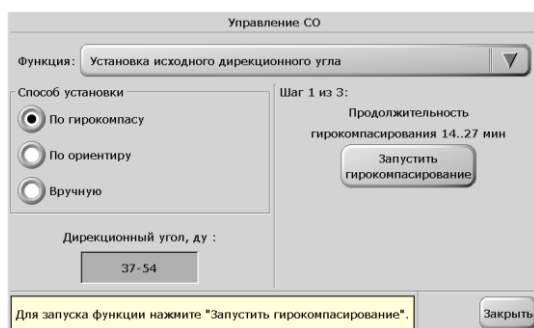 Управление СО
Функция: Установка исходного дирекционного угла
Способ установки
По гирокомпасу
По ориентиру
Вручную
Дирекционный угол, ду :
37-54
Шаг 1 из 3:
Продолжительность
гирокомпасирования 14..27 мин
Запустить
гирокомпасирование
Для запуска функции нажмите "Запустить гирокомпасирование".
Закрыть